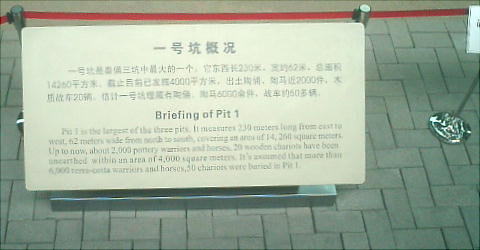 一号坑概况
一号坑是秦俑三坑中最大的一个。它东西长230米，宽约62米，总面积
14260平方米。截止目前已发掘4000平方米，出土陶俑、陶马近2000件，木
质战车20辆。估计一号坑埋藏有陶俑、陶马6000余件，战车约50多辆。
Briefing of Pit 1
Pit 1 is the largest of the three pits. It measures 230 meters long from east to
west, 62 meters wide from north to south, covering an area of 14, 260 square meters.
Up to now, about 2,000 pottery warriors and horses, 20 wooden chariots have been
unearthed within an area of 4,000 square meters. It's assumed that more than
6,000 terra-cotta warriors and horses,50 chariots were buried in Pit 1.